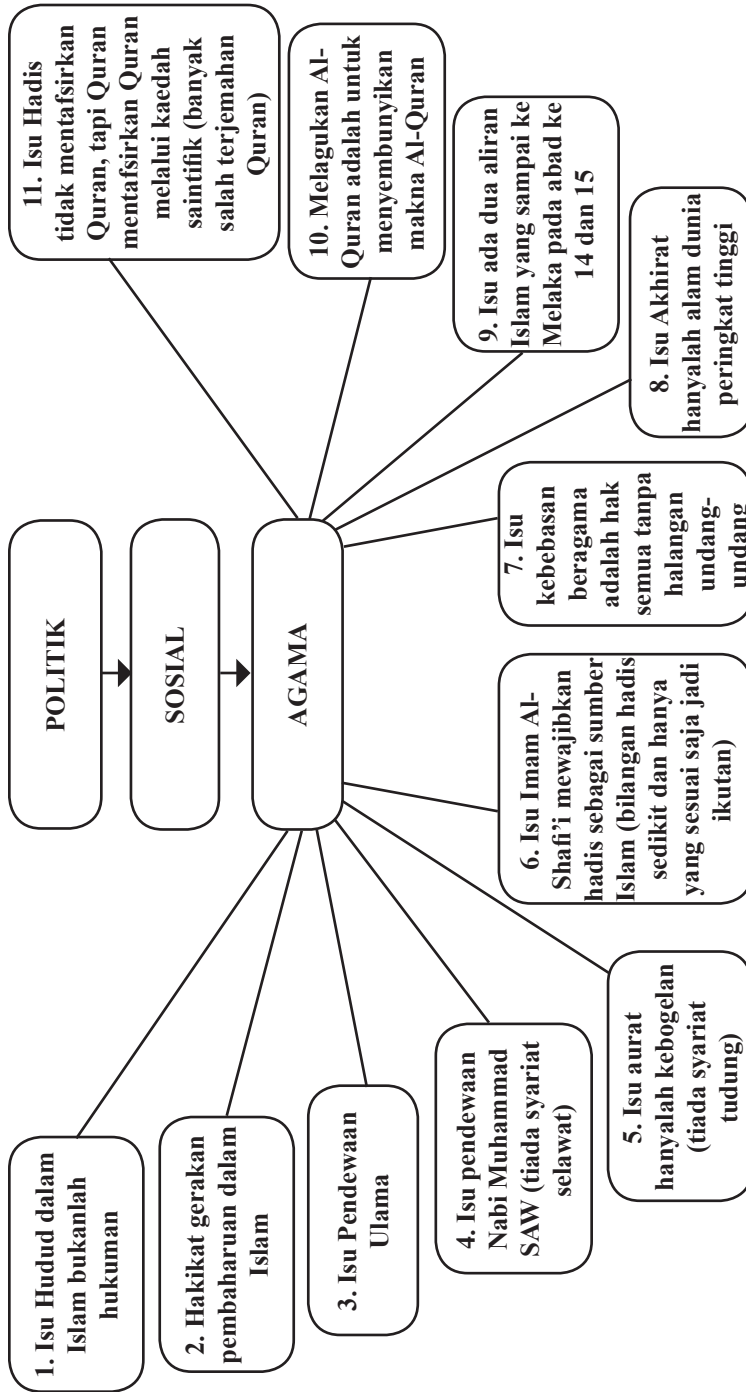 POLITIK
SOSIAL
AGAMA
1. Isu Hudud dalam
Islam bukanlah
hukuman
2. Hakikat gerakan
pembaharuan dalam
Islam
3. Isu Pendewaan
Ulama
4. Isu pendewaan
Nabi Muhammad
SAW (tiada syariat
selawat)
5. Isu aurat
hanyalah kebogelan
(tiada syariat
tudung)
6. Isu Imam Al-
Shafi'i mewajibkan
hadis sebagai sumber
Islam (bilangan hadis
sedikit dan hanya
yang sesuai saja jadi
ikutan)
7. Isu
kebebasan
beragama
adalah hak
semua tanpa
halangan
undang-
undang
8. Isu Akhirat
hanyalah alam dunia
peringkat tinggi
9. Isu ada dua aliran
Islam yang sampai ke
Melaka pada abad ke
14 dan 15
10. Melagukan Al-
Quran adalah untuk
menyembunyikan
makna Al-Quran
11. Isu Hadis
tidak mentafsirkan
Quran, tapi Quran
mentafsirkan Quran
melalui kaedah
saintifik (banyak
salah terjemahan
Quran)